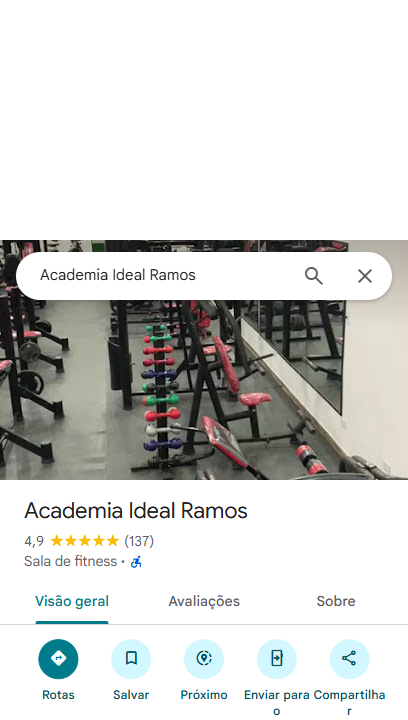 Academia Ideal Ramos
Academia Ideal Ramos
4,9 (137)
Sala de fitness ·
Visão geral Avaliações Sobre
Rotas Salvar Próximo Enviar para Compartilha
o r